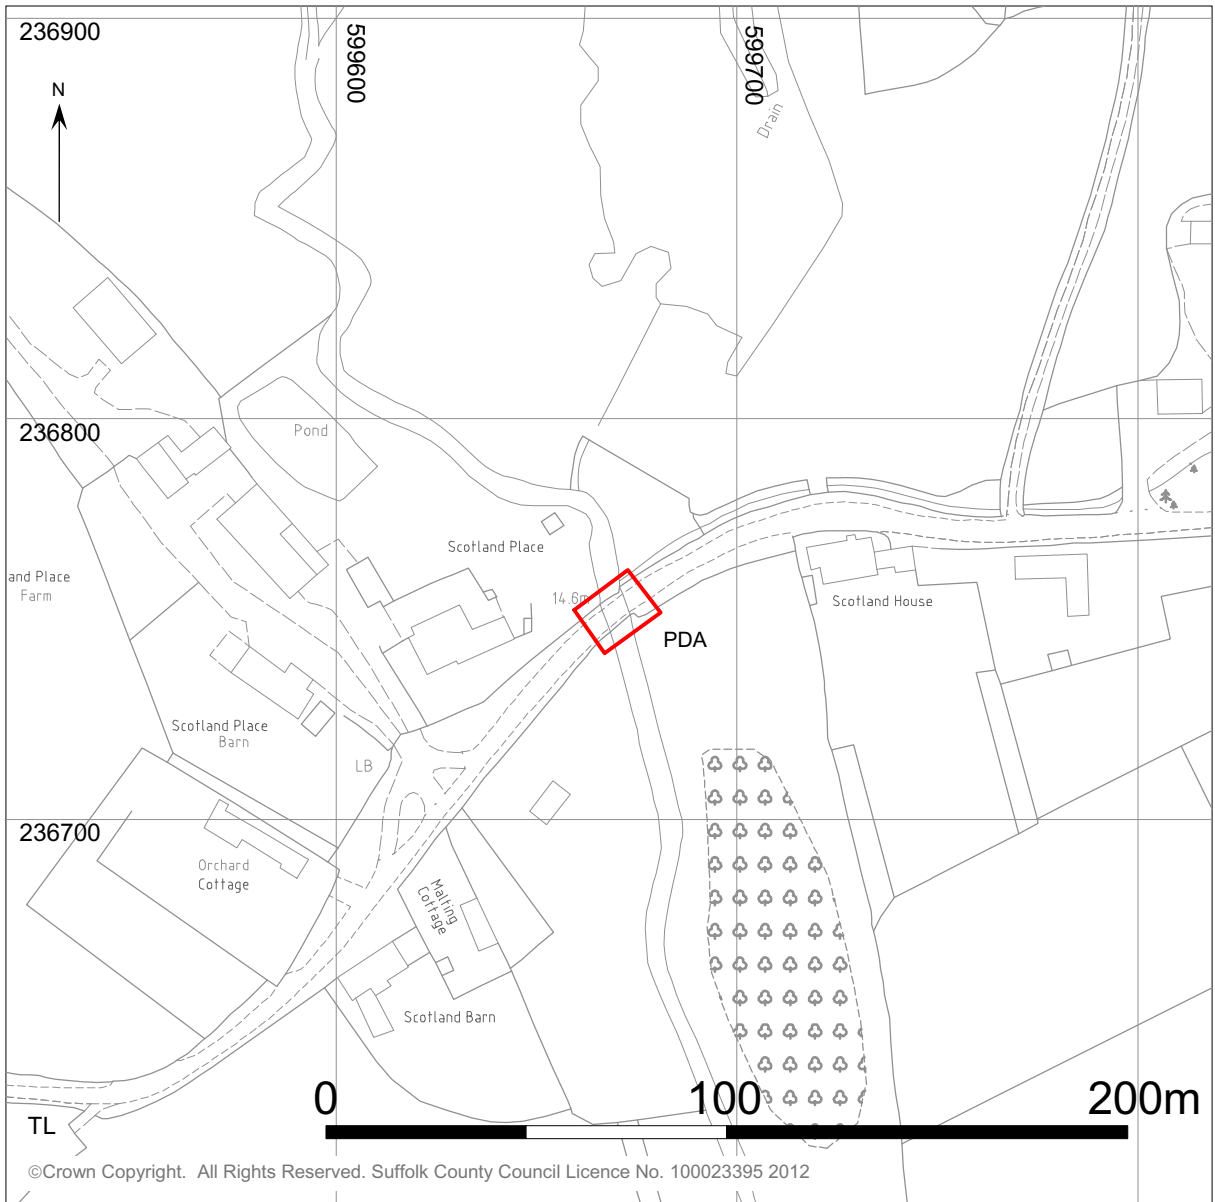 236900
599600
599700
N
Drain
236800
Pond
Scotland Place
and Place
Farm
14.6m
Scotland House
PDA
Scotland Place
Barn
LB
236700
Orchard
Cottage
Malting
Cottage
Scotland Barn
0 100 200m
TL
©Crown Copyright. All Rights Reserved. Suffolk County Council Licence No. 100023395 2012